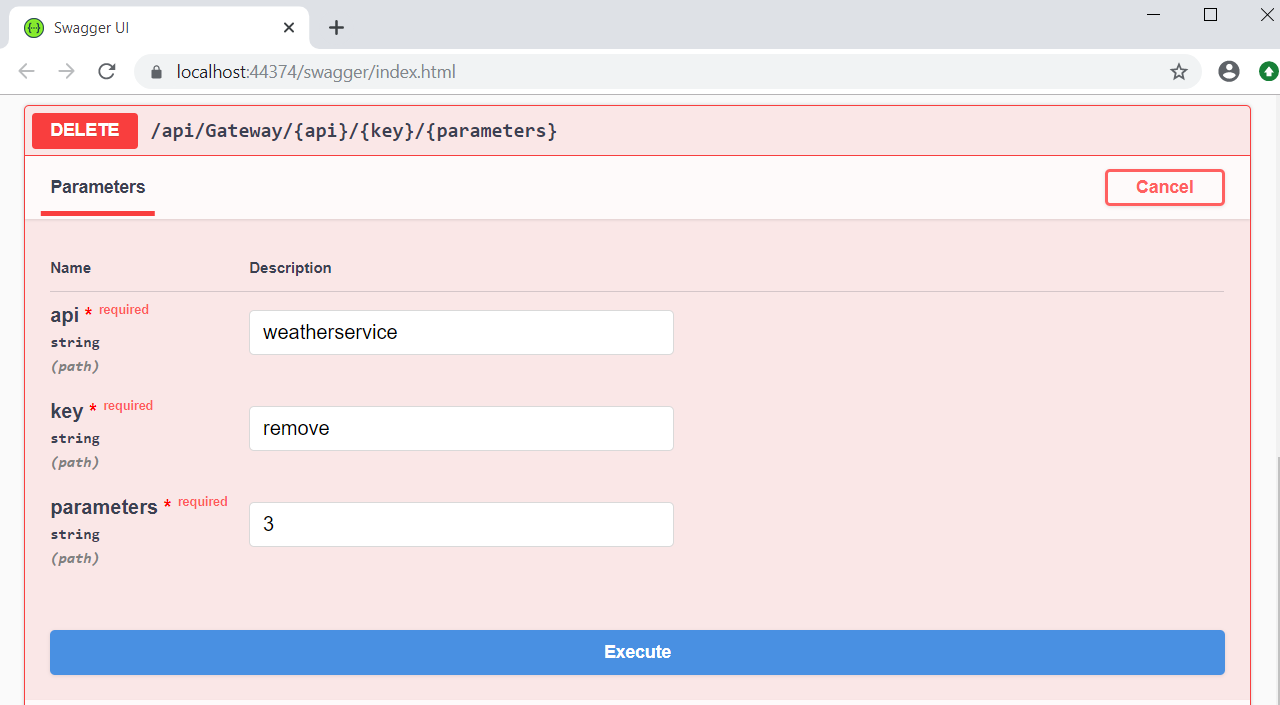 Swagger UI
localhost:44374/swagger/index.html
DELETE /api/Gateway/{api}/{key}/{parameters}
Parameters Cancel
Name Description
api * required
string
(path)
weatherservice
key * required
string
(path)
remove
parameters * required
string
(path)
3
Execute